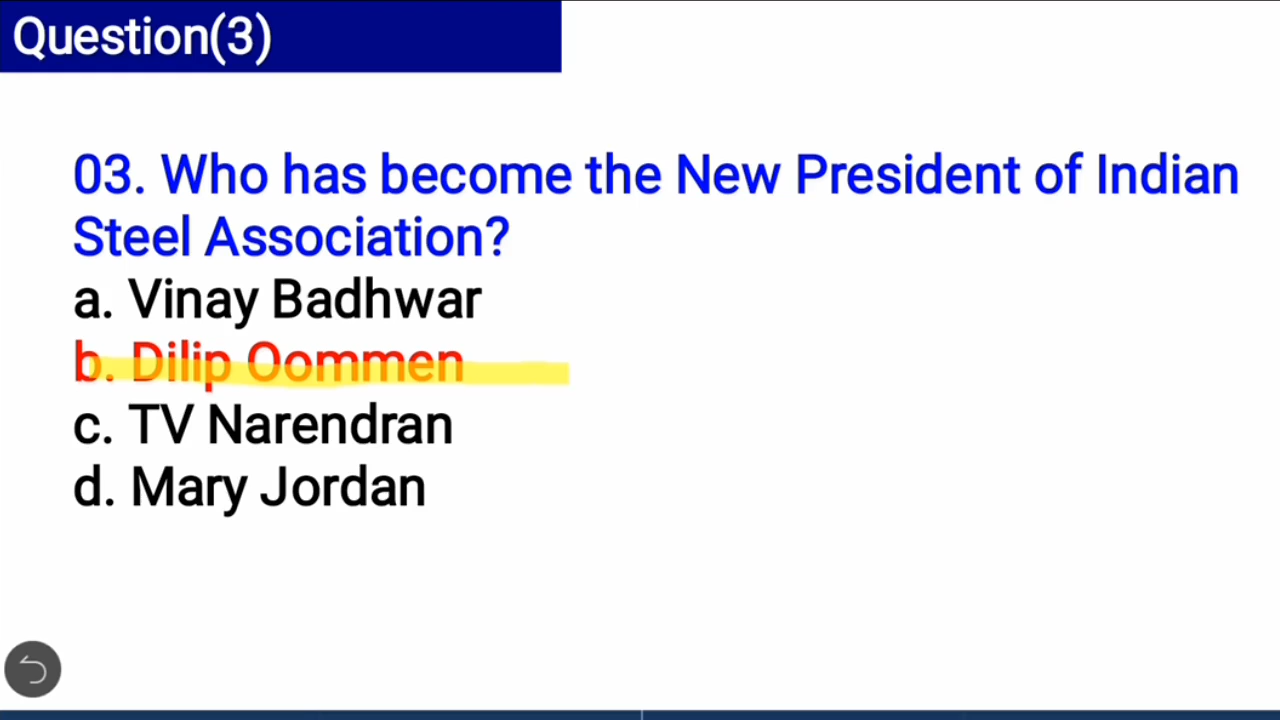 Question(3)
03. Who has become the New President of Indian
Steel Association?
a. Vinay Badhwar
b. Dilip Oommen
c. TV Narendran
d. Mary Jordan